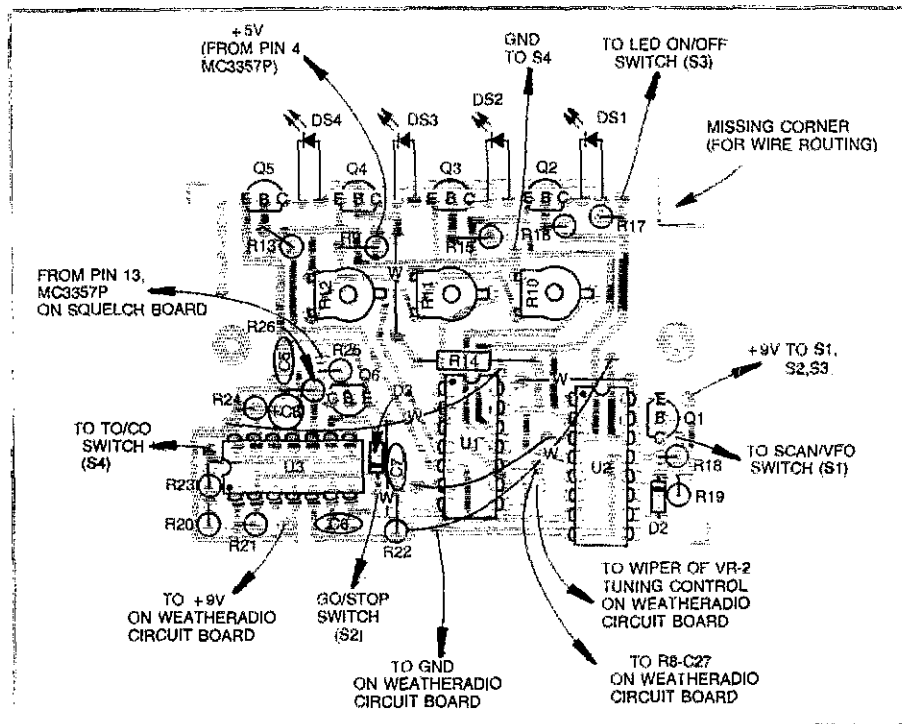 +5V
(FROM PIN 4
MC3357P)
GND
TO S4
TO LED ON/OFF
SWITCH (S3)
DS4
DS3
DS2
DS1
MISSING CORNER
(FOR WIRE ROUTING)
Q5
Q4
Q3
Q2
E B C
E B C
E B C
E B C
R13
R9
R15
R16
R17
FROM PIN 13,
MC3357P
ON SQUELCH BOARD
R12
R11
R10
W
R26
R25
R14
+9V TO S1,
S2,S3
Q6
D3
W
E
B
C
Q1
R24
W
TO TO/CO
SWITCH
(S4)
U3
C7
U1
W
U2
R18
TO SCAN/VFO
SWITCH (S1)
R23
W
R19
R20
R21
C6
R22
D2
TO +9V
ON WEATHERADIO
CIRCUIT BOARD
GO/STOP
SWITCH
(S2)
TO WIPER OF VR-2
TUNING CONTROL
ON WEATHERADIO
CIRCUIT BOARD
TO GND
ON WEATHERADIO
CIRCUIT BOARD
TO R8-C27
ON WEATHERADIO
CIRCUIT BOARD